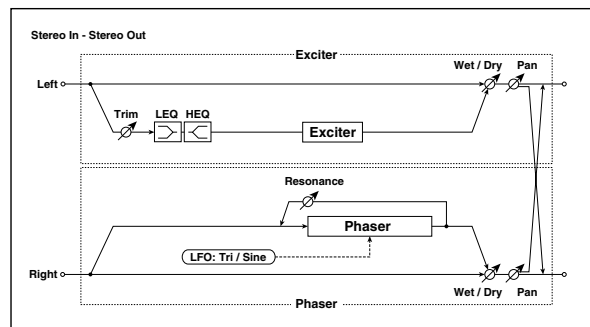 Stereo In - Stereo Out
Exciter
Wet / Dry Pan
Left
Trim LEQ HEQ
Exciter
Resonance
Phaser
LFO: Tri / Sine
Right
Wet / Dry Pan
Phaser